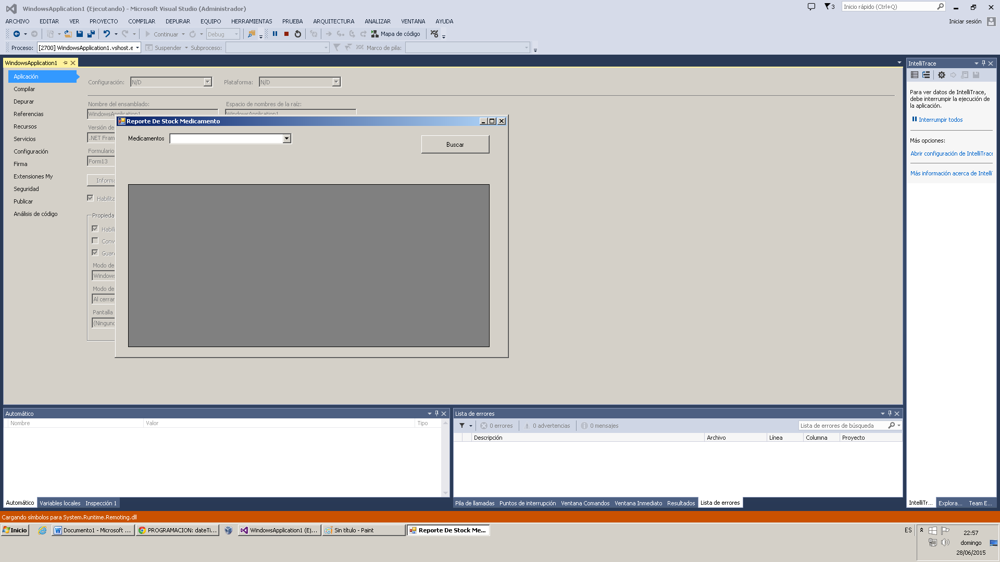 WindowsApplication1 (Ejecutando) - Microsoft Visual Studio (Administrador)
3
Inicio rápido (Ctrl+Q)
ARCHIVO EDITAR VER PROYECTO COMPILAR DEPURAR EQUIPO HERRAMIENTAS PRUEBA ARQUITECTURA ANALIZAR VENTANA AYUDA
Iniciar sesión
Continuar Debug Mapa de código
Proceso: [2700] WindowsApplication1.vshost.e Suspender Subproceso: Marco de pila:
WindowsApplication1
Aplicación
Compilar
Depurar
Referencias
Recursos
Servicios
Configuración
Firma
Extensiones My
Seguridad
Publicar
Análisis de código
Configuración: N/D Plataforma: N/D
Nombre del ensamblado: Espacio de nombres de la raíz:
WindowsApplication1 WindowsApplication1
Versión de
.NET Fram
Formulario
Form13
Informa
Habilita
Propieda
Habili
Conv
Guard
Modo de
Windows
Modo de
Al cerrar
Pantalla
(Ninguno
Reporte De Stock Medicamento
Medicamentos
Buscar
IntelliTrace
Para ver datos de IntelliTrace,
debe interrumpir la ejecución de
la aplicación.
Interrumpir todos
Más opciones:
Abrir configuración de IntelliTrace
Más información acerca de Intelli
Automático
Nombre Valor Tipo
Automático Variables locales Inspección 1
Lista de errores
0 errores 0 advertencias 0 mensajes
Lista de errores de búsqueda
Descripción Archivo Línea Columna Proyecto
Pila de llamadas Puntos de interrupción Ventana Comandos Ventana Inmediato Resultados Lista de errores
IntelliTr... Explora... Team E...
Cargando símbolos para System.Runtime.Remoting.dll
Inicio Documento1 - Microsoft ... PROGRAMACION: dateTi... WindowsApplication1 (Ej... Sin título - Paint Reporte De Stock Me...
ES
22:57
domingo
28/06/2015